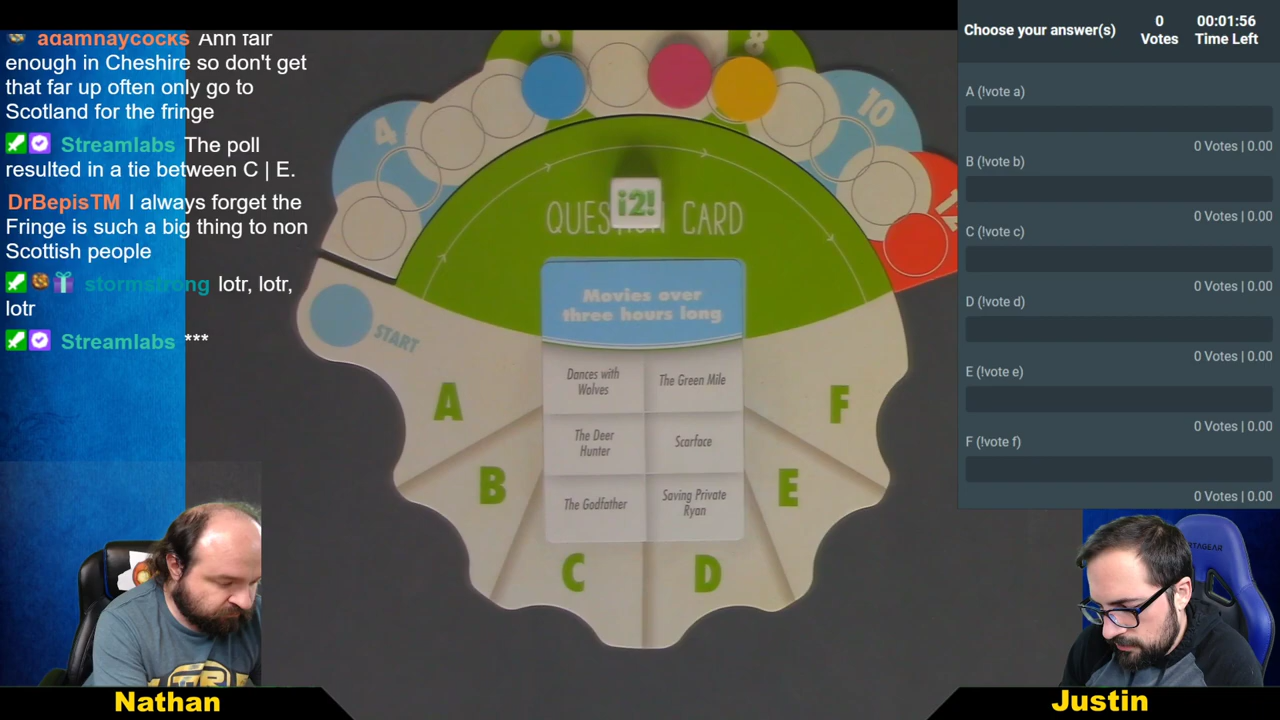 adamhaycocks Ahh fair
enough in Cheshire so don't get
that far up often only go to
Scotland for the fringe
Streamlabs The poll
resulted in a tie between C | E.
DrBepisTM I always forget the
Fringe is such a big thing to non
Scottish people
stormstrong lotr, lotr,
lotr
Streamlabs ***
4
6
8
10
12
i2!
QUESTION CARD
START
Movies over
three hours long
Dances with
Wolves
The Green Mile
The Deer
Hunter
Scarface
The Godfather
Saving Private
Ryan
A
B
C
D
E
F
Choose your answer(s)
0
Votes
00:01:56
Time Left
A (!vote a)
0 Votes | 0.00
B (!vote b)
0 Votes | 0.00
C (!vote c)
0 Votes | 0.00
D (!vote d)
0 Votes | 0.00
E (!vote e)
0 Votes | 0.00
F (!vote f)
0 Votes | 0.00
Nathan
Justin